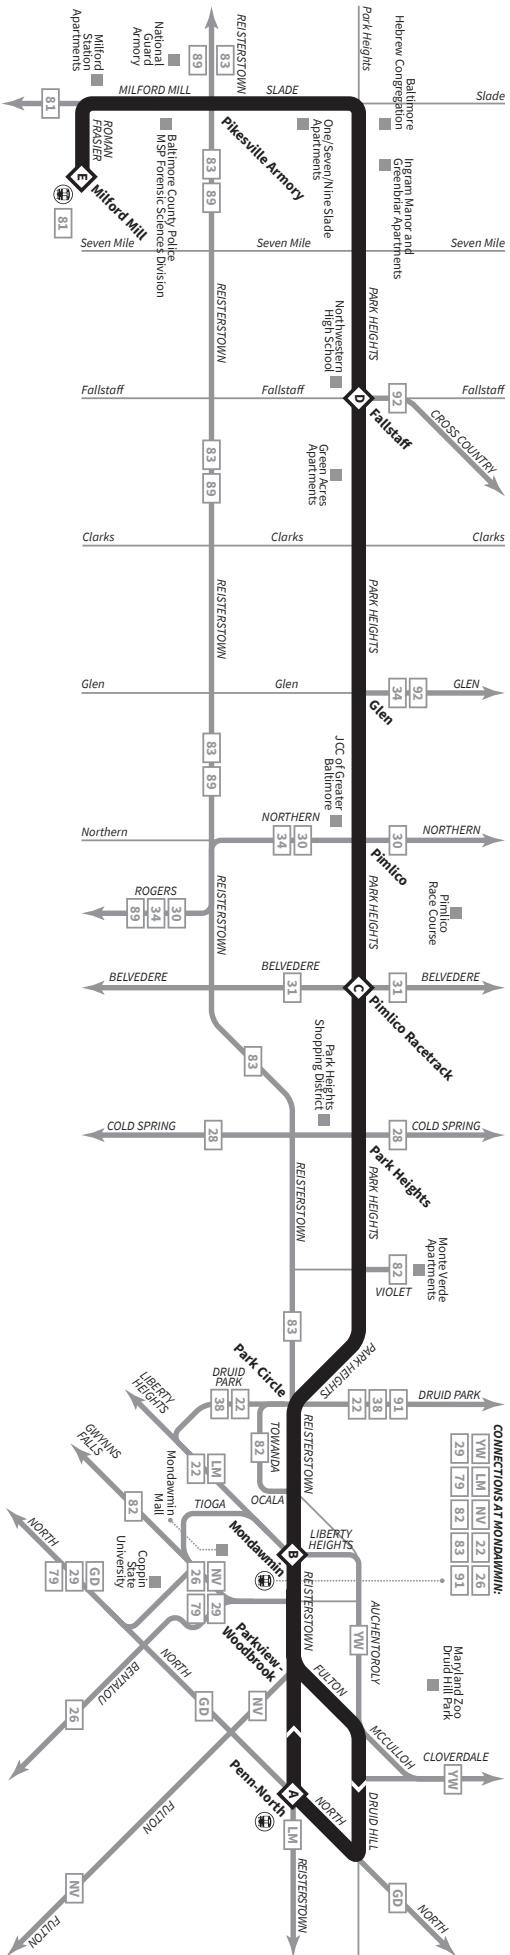 Milford
Station
Apartments
National
Guard
Armory
REISTERSTOWN
Park Heights
Baltimore
Hebrew Congregation
83
89
MILFORD MILL
SLADE
Slade
81
ROMAN
FRASIER
E
Milford Mill
81
Baltimore County Police
MSP Forensic Sciences Division
Pikesville Armory
83
89
One/Seven/Nine Slade
Apartments
Ingram Manor and
Greenbriar Apartments
Seven Mile
Seven Mile
Seven Mile
REISTERSTOWN
PARK HEIGHTS
Northwestern
High School
Fallstaff
Fallstaff
Fallstaff
D
Fallstaff
92
CROSS COUNTRY
83
89
Green Acres
Apartments
Clarks
Clarks
Clarks
REISTERSTOWN
PARK HEIGHTS
Glen
Glen
GLEN
Glen
92
34
83
89
JCC of Greater
Baltimore
Northern
NORTHERN
NORTHERN
30
34
30
Pimlico
ROGERS
30
34
89
REISTERSTOWN
PARK HEIGHTS
Pimlico
Race Course
BELVEDERE
BELVEDERE
BELVEDERE
31
31
C
Pimlico Racetrack
83
Park Heights
Shopping District
COLD SPRING
COLD SPRING
28
28
Park Heights
REISTERSTOWN
PARK HEIGHTS
82
VIOLET
Monte Verde
Apartments
83
PARK HEIGHTS
Park Circle
DRUID
PARK
22
38
DRUID PARK
91
38
22
LIBERTY
HEIGHTS
TOWANDA
82
OCALA
REISTERSTOWN
CONNECTIONS AT MONDAWMIN:
YW
LM
NV
22
26
29
79
82
83
91
GWYNNS
FALLS
82
LM
22
Mondawmin
Mall
TIOGA
Mondawmin
B
LIBERTY
HEIGHTS
NORTH
GD
29
79
Coppin
State
University
NV
26
29
79
REISTERSTOWN
AUCHENTOROLY
YW
Parkview-
Woodbrook
Maryland Zoo
Druid Hill Park
NORTH
BENTALOU
26
GD
NV
FULTON
MCCULLOH
CLOVERDALE
YW
Penn-North
A
NORTH
DRUID HILL
FULTON
LM
REISTERSTOWN
NV
FULTON
GD
NORTH